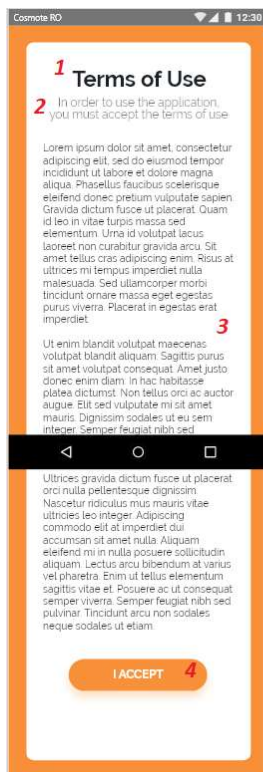 Cosmote RO 12:30
1 Terms of Use
2 In order to use the application,
you must accept the terms of use
Lorem ipsum dolor sit amet, consectetur
adipiscing elit, sed do eiusmod tempor
incididunt ut labore et dolore magna
aliqua. Phasellus faucibus scelerisque
eleifend donec pretium vulputate sapien.
Gravida dictum fusce ut placerat. Quam
id leo in vitae turpis massa sed
elementum. Urna id volutpat lacus
laoreet non curabitur gravida arcu. Sit
amet tellus cras adipiscing enim. Risus at
ultrices mi tempus imperdiet nulla
malesuada. Sed ullamcorper morbi
tincidunt ornare massa eget egestas
purus viverra. Placerat in egestas erat
imperdiet.
3
Ut enim blandit volutpat maecenas
volutpat blandit aliquam. Sagittis purus
sit amet volutpat consequat. Amet justo
donec enim diam. In hac habitasse
platea dictumst. Non tellus orci ac auctor
augue. Elit sed vulputate mi sit amet
mauris. Dignissim sodales ut eu sem
integer. Semper feugiat nibh sed
Ultrices gravida dictum fusce ut placerat
orci nulla pellentesque dignissim.
Nascetur ridiculus mus mauris vitae
ultricies leo integer. Adipiscing
commodo elit at imperdiet dui
accumsan sit amet nulla. Aliquam
eleifend mi in nulla posuere sollicitudin
aliquam. Lectus arcu bibendum at varius
vel pharetra. Enim ut tellus elementum
sagittis vitae et. Posuere ac ut consequat
semper viverra. Semper feugiat nibh sed
pulvinar. Tincidunt arcu non sodales
neque sodales ut etiam.
I ACCEPT 4